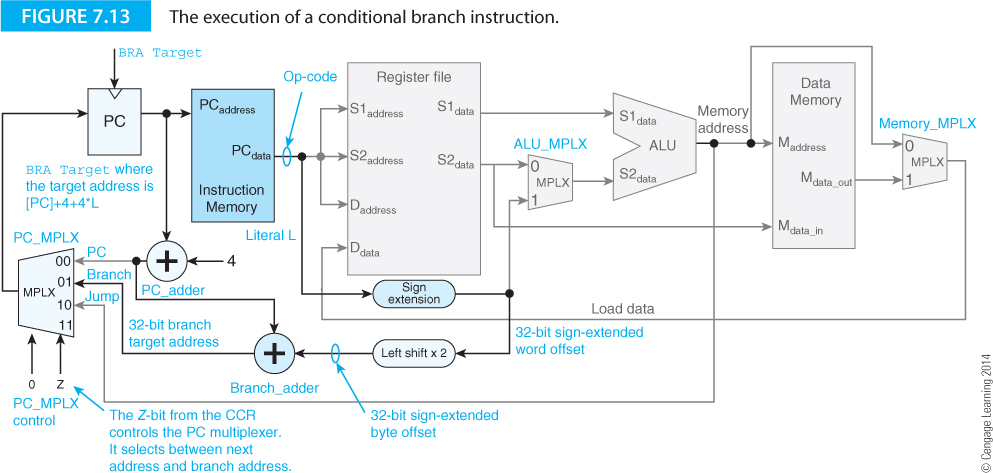 FIGURE 7.13 The execution of a conditional branch instruction.
BRA Target
PC
BRA Target where
the target address is
[PC]+4+4*L
PCaddress
PCdata
Instruction
Memory
Op-code
Literal L
Register file
S1address
S2address
Daddress
Ddata
S1data
S2data
ALU_MPLX
0
MPLX
1
S1data
ALU
S2data
Memory
address
Data
Memory
Maddress
Mdata_out
Mdata_in
Memory_MPLX
0
MPLX
1
PC_MPLX
MPLX
00
01
10
11
PC
Branch
Jump
+
4
PC_adder
Sign
extension
Load data
32-bit sign-extended
word offset
32-bit branch
target address
+
Branch_adder
Left shift x 2
32-bit sign-extended
byte offset
0 Z
PC_MPLX
control
The Z-bit from the CCR
controls the PC multiplexer.
It selects between next
address and branch address.
© Cengage Learning 2014